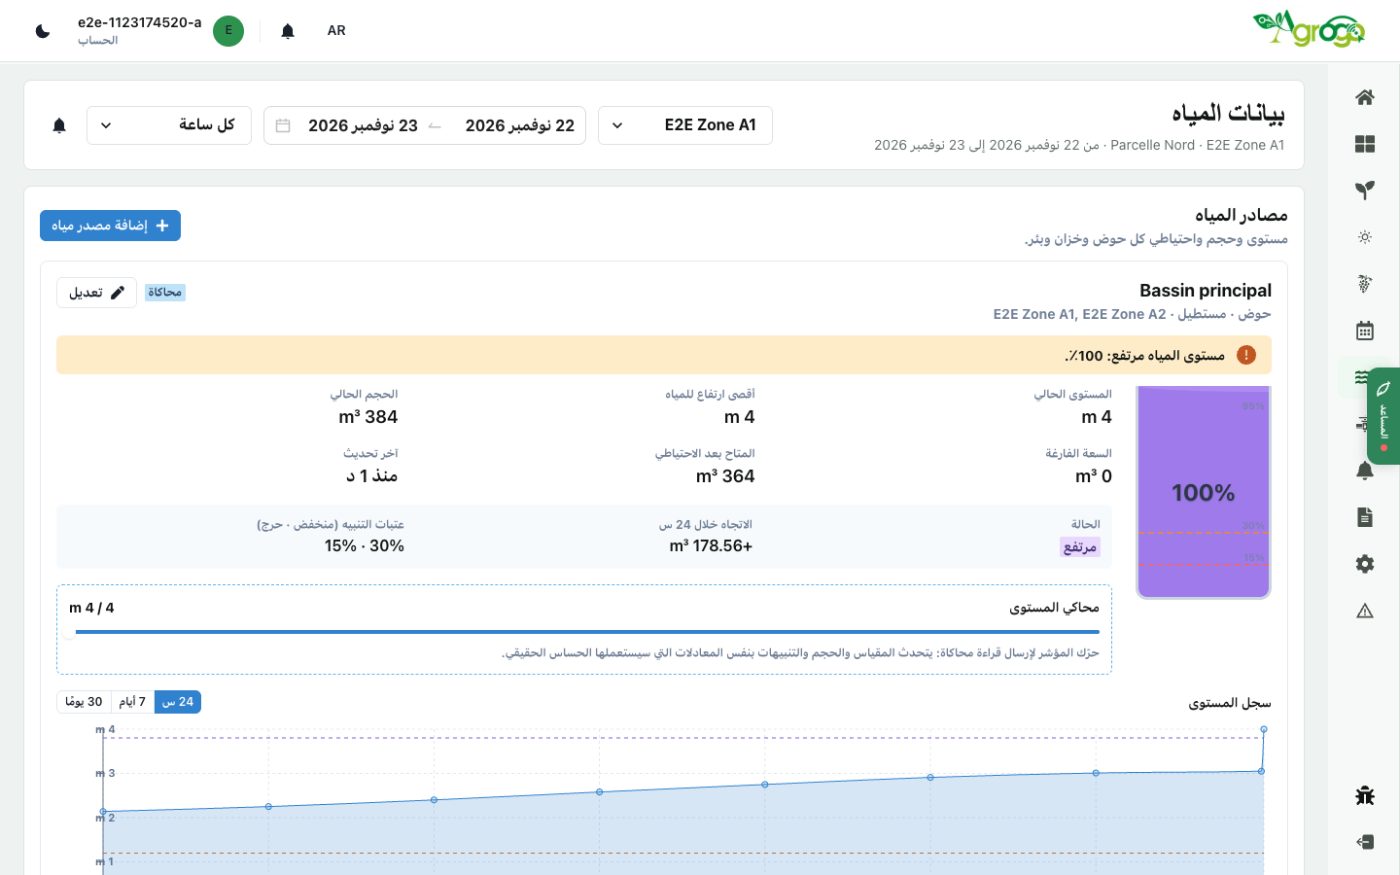 e2e-1123174520-a
الحساب
E
AR
Agrogo
بيانات المياه
Parcelle Nord · E2E Zone A1 · من 22 نوفمبر 2026 إلى 23 نوفمبر 2026
E2E Zone A1
22 نوفمبر 2026 — 23 نوفمبر 2026
كل ساعة
مصادر المياه
مستوى وحجم واحتياطي كل حوض وخزان وبئر.
إضافة مصدر مياه
Bassin principal
حوض · مستطيل · E2E Zone A1, E2E Zone A2
محاكاة
تعديل
مستوى المياه مرتفع: 100٪.
95%
100%
30%
15%
المستوى الحالي
4 m
أقصى ارتفاع للمياه
4 m
الحجم الحالي
384 m³
السعة الفارغة
0 m³
المتاح بعد الاحتياطي
364 m³
آخر تحديث
منذ 1 د
الحالة
مرتفع
الاتجاه خلال 24 س
+178.56 m³
عتبات التنبيه (منخفض · حرج)
30% · 15%
محاكي المستوى
4 / 4 m
حرّك المؤشر لإرسال قراءة محاكاة: يتحدث المقياس والحجم والتنبيهات بنفس المعادلات التي سيستعملها الحساس الحقيقي.
سجل المستوى
24 س
7 أيام
30 يومًا
4 m
3 m
2 m
1 m
المساعد